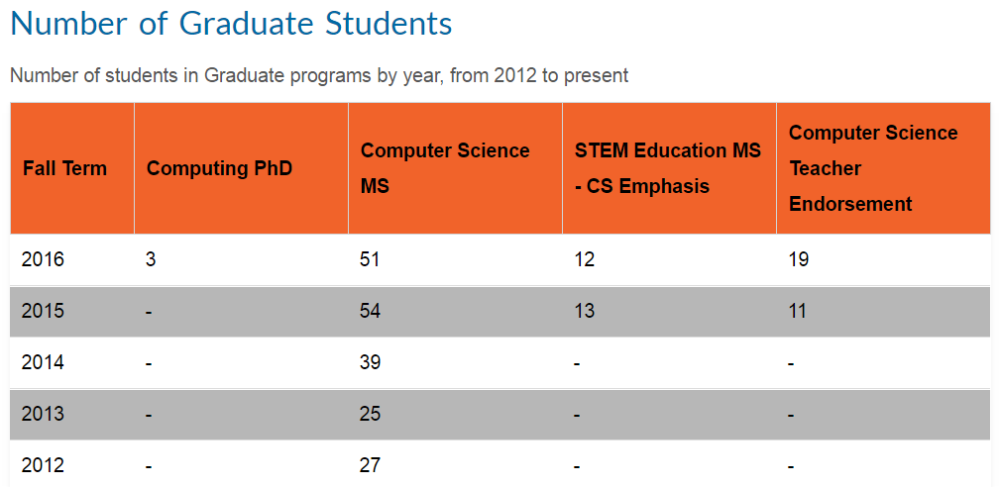 Number of Graduate Students
Number of students in Graduate programs by year, from 2012 to present
Fall Term Computing PhD Computer Science MS STEM Education MS - CS Emphasis Computer Science Teacher Endorsement
2016 3 51 12 19
2015 - 54 13 11
2014 - 39 - -
2013 - 25 - -
2012 - 27 - -